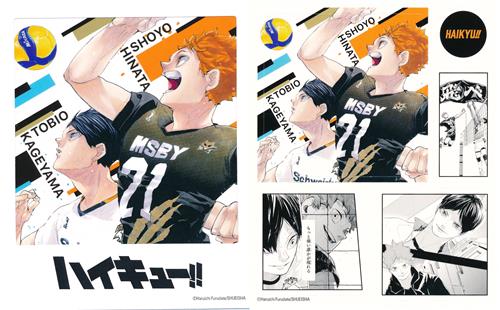 SHOYO
HINATA
TOBIO
KAGEYAMA
MSBY
21
ハイキュー!!
©Haruichi Furudate/SHUEISHA
SHOYO
HINATA
TOBIO
KAGEYAMA
MSBY
21
HAIKYU!!
©Haruichi Furudate/SHUEISHA